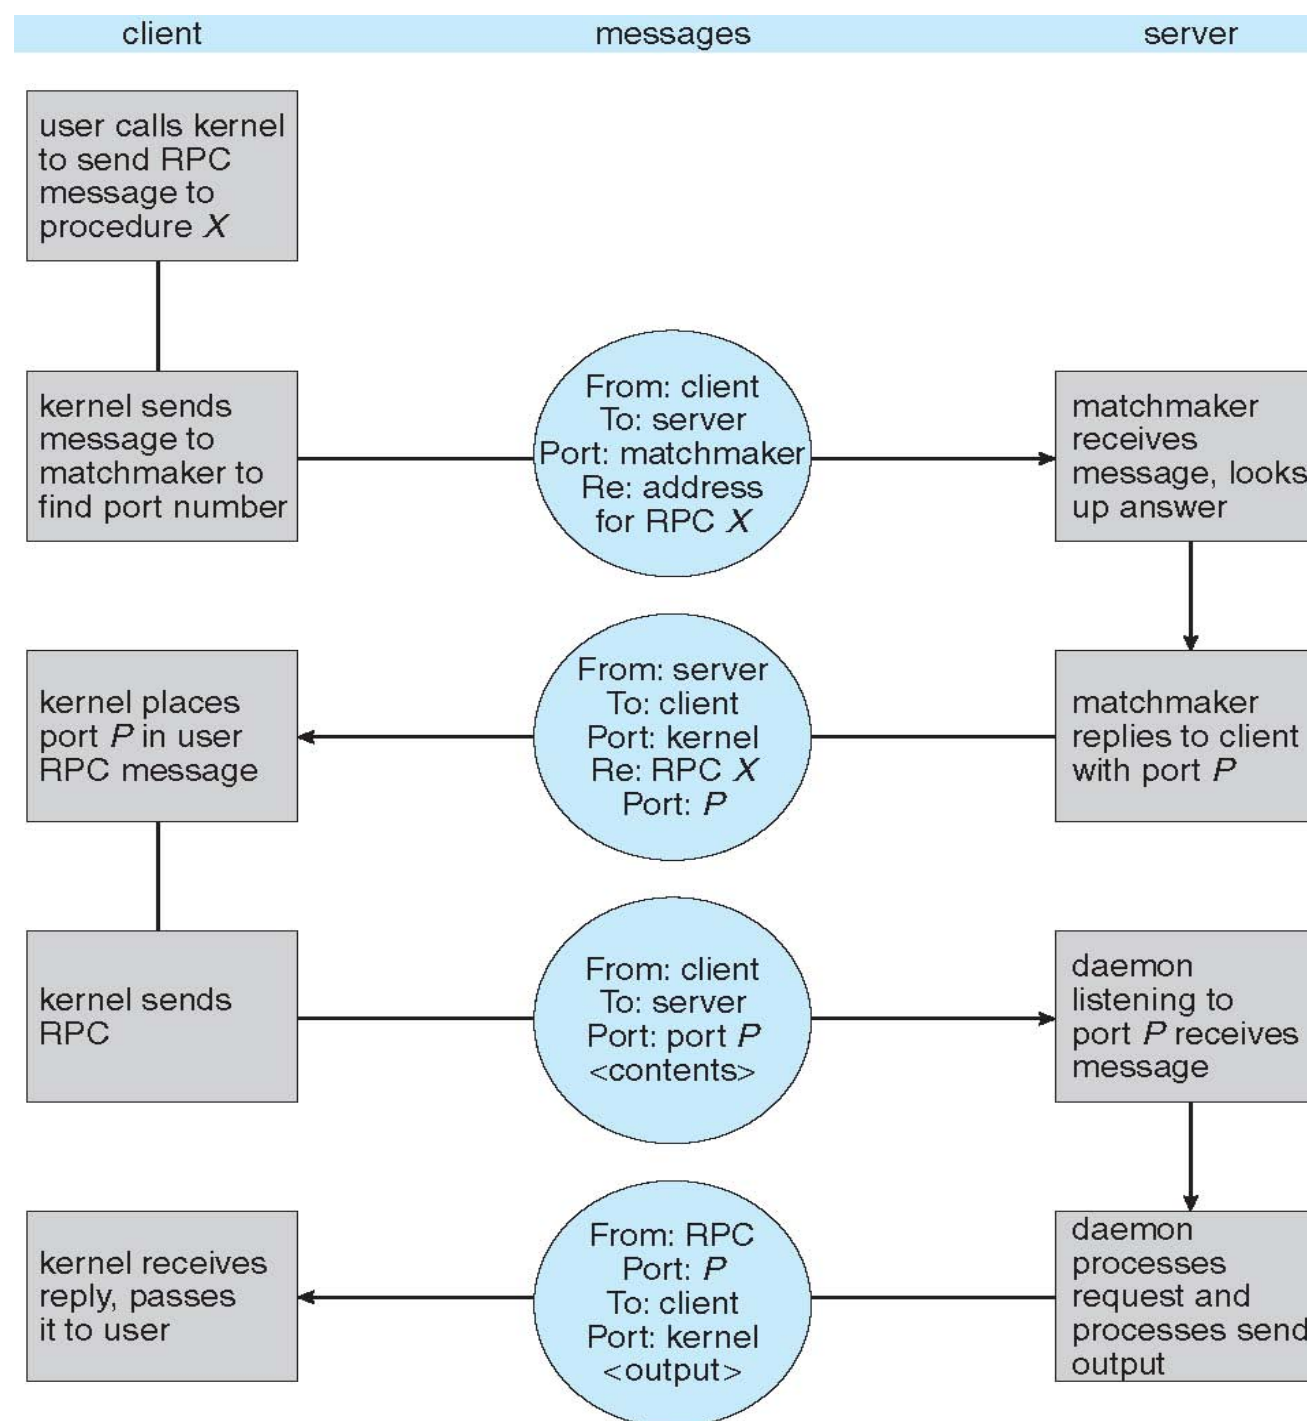 client messages server
user calls kernel
to send RPC
message to
procedure X
kernel sends
message to
matchmaker to
find port number
From: client
To: server
Port: matchmaker
Re: address
for RPC X
matchmaker
receives
message, looks
up answer
kernel places
port P in user
RPC message
From: server
To: client
Port: kernel
Re: RPC X
Port: P
matchmaker
replies to client
with port P
kernel sends
RPC
From: client
To: server
Port: port P
<contents>
daemon
listening to
port P receives
message
kernel receives
reply, passes
it to user
From: RPC
Port: P
To: client
Port: kernel
<output>
daemon
processes
request and
processes send
output